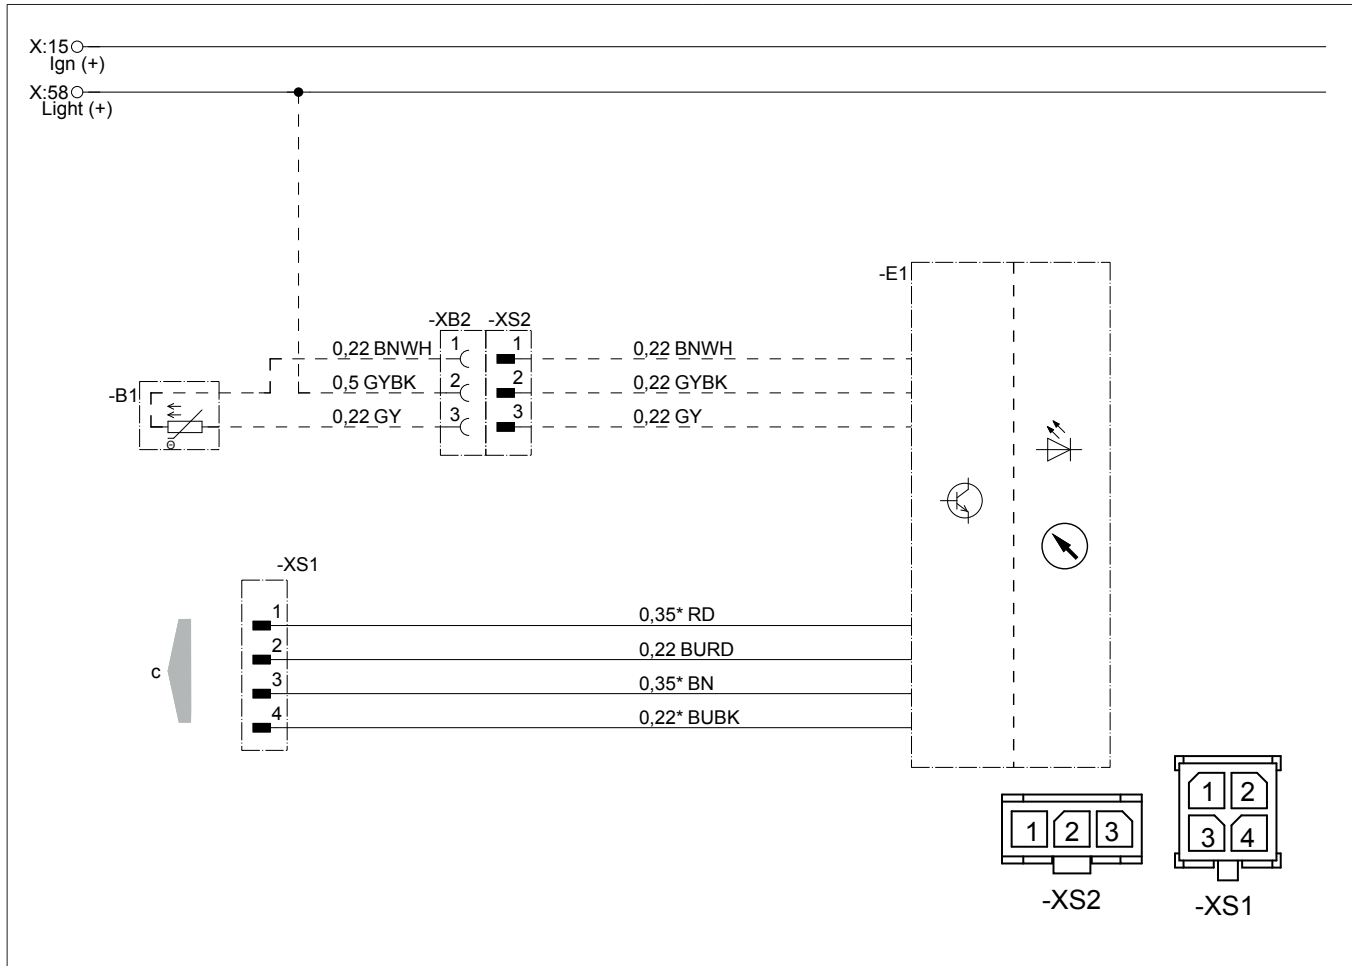 X:15
Ign (+)
X:58
Light (+)
-E1
-XB2 -XS2
0,22 BNWH 1 1 0,22 BNWH
-B1 0,5 GYBK 2 2 0,22 GYBK
0,22 GY 3 3 0,22 GY
Θ
-XS1
1 0,35* RD
c 2 0,22 BURD
3 0,35* BN
4 0,22* BUBK
1 2
1 2 3
3 4
-XS2
-XS1